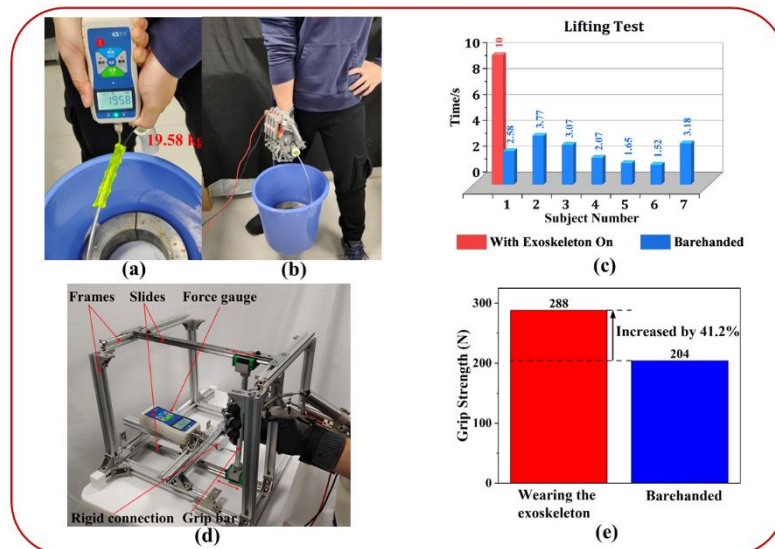 1958
19.58 kg
(a)
(b)
Lifting Test
Time/s
10
8
6
4
2
0
10
2.58
3.77
3.07
2.07
1.65
1.52
3.18
1 2 3 4 5 6 7
Subject Number
With Exoskeleton On Barehanded
(c)
Frames Slides Force gauge
Rigid connection Grip bar
(d)
Grip Strength (N)
300
200
100
0
288
204
Increased by 41.2%
Wearing the
exoskeleton
Barehanded
(e)